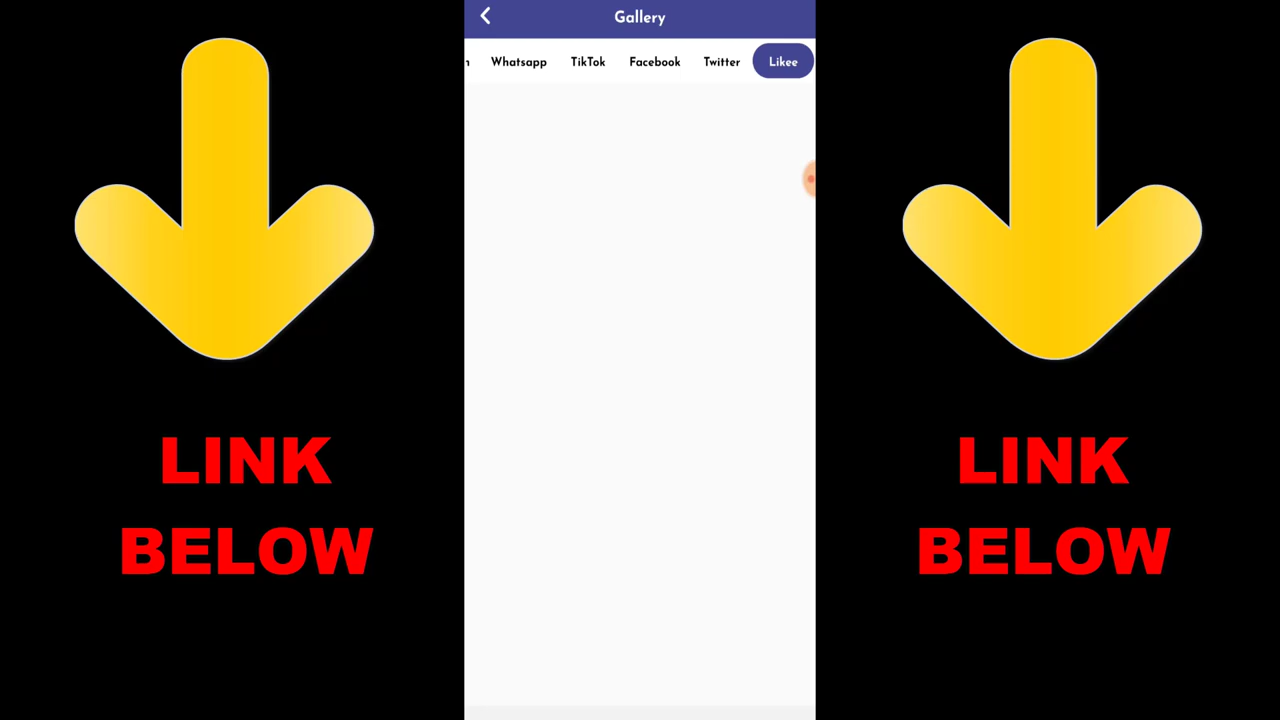 Gallery
Whatsapp TikTok Facebook Twitter Likee
LINK
BELOW
LINK
BELOW